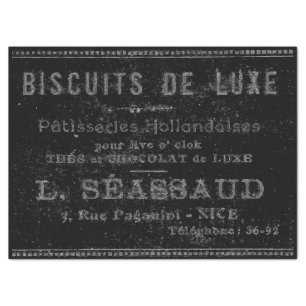 BISCUITS DE LUXE
Pâtisseries Hollandaises
pour five o' clok
THÉS et CHOCOLAT de LUXE
L. SÉASSAUD
7, Rue Paganini - NICE
Téléphone: 36-92